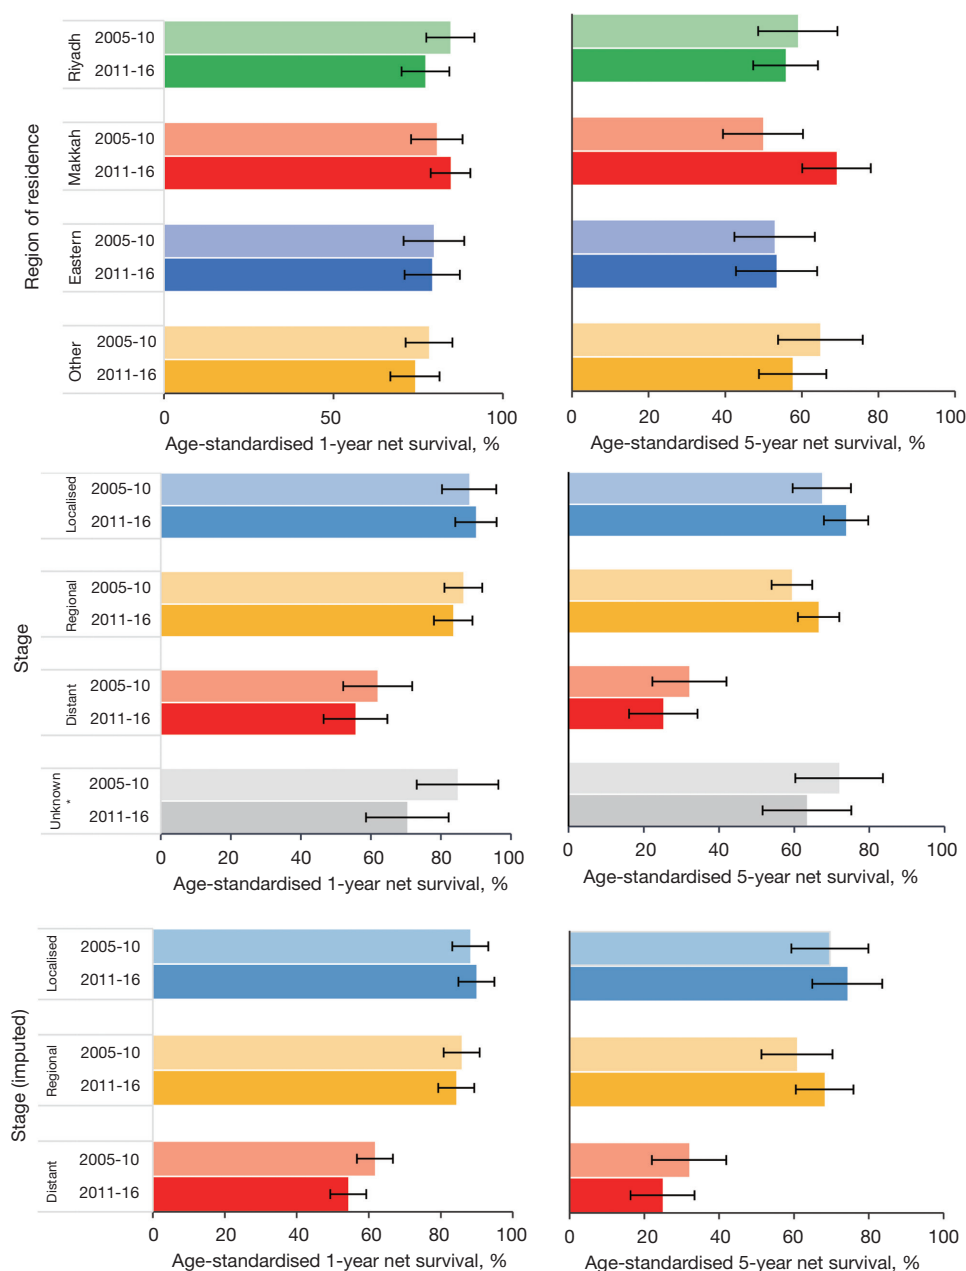 Region of residence
Riyadh
2005-10
2011-16
Makkah
2005-10
2011-16
Eastern
2005-10
2011-16
Other
2005-10
2011-16
0 50 100
Age-standardised 1-year net survival, %
0 20 40 60 80 100
Age-standardised 5-year net survival, %
Stage
Localised
2005-10
2011-16
Regional
2005-10
2011-16
Distant
2005-10
2011-16
Unknown
*
2005-10
2011-16
0 20 40 60 80 100
Age-standardised 1-year net survival, %
0 20 40 60 80 100
Age-standardised 5-year net survival, %
Stage (imputed)
Localised
2005-10
2011-16
Regional
2005-10
2011-16
Distant
2005-10
2011-16
0 20 40 60 80 100
Age-standardised 1-year net survival, %
0 20 40 60 80 100
Age-standardised 5-year net survival, %